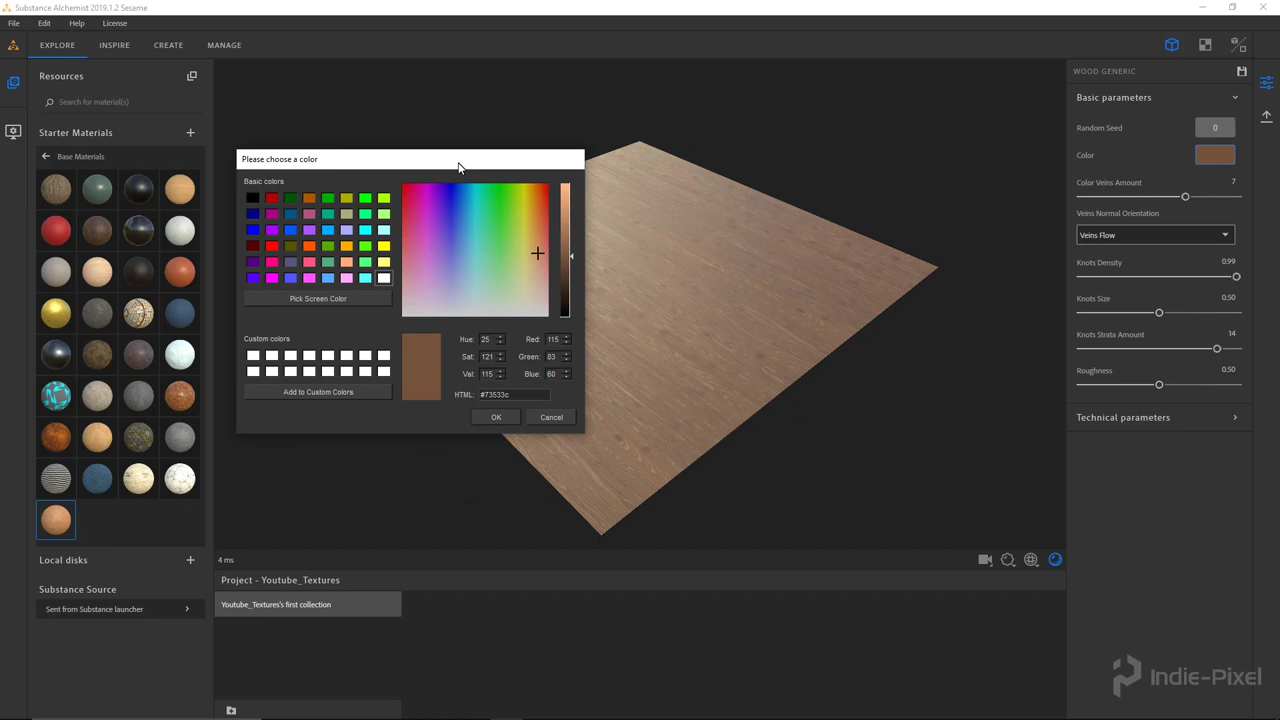 Substance Alchemist 2019.1.2 Sesame
File Edit Help License
EXPLORE INSPIRE CREATE MANAGE
Resources
Search for material(s)
Starter Materials
Base Materials
Local disks
Substance Source
Sent from Substance launcher
Please choose a color
Basic colors
Pick Screen Color
Custom colors
Add to Custom Colors
Hue: 25 Red: 115
Sat: 121 Green: 83
Val: 115 Blue: 60
HTML: #73533c
OK Cancel
4 ms
Project - Youtube_Textures
Youtube_Textures's first collection
WOOD GENERIC
Basic parameters
Random Seed 0
Color
Color Veins Amount 7
Veins Normal Orientation
Veins Flow
Knots Density 0.99
Knots Size 0.50
Knots Strata Amount 14
Roughness 0.50
Technical parameters
Indie-Pixel